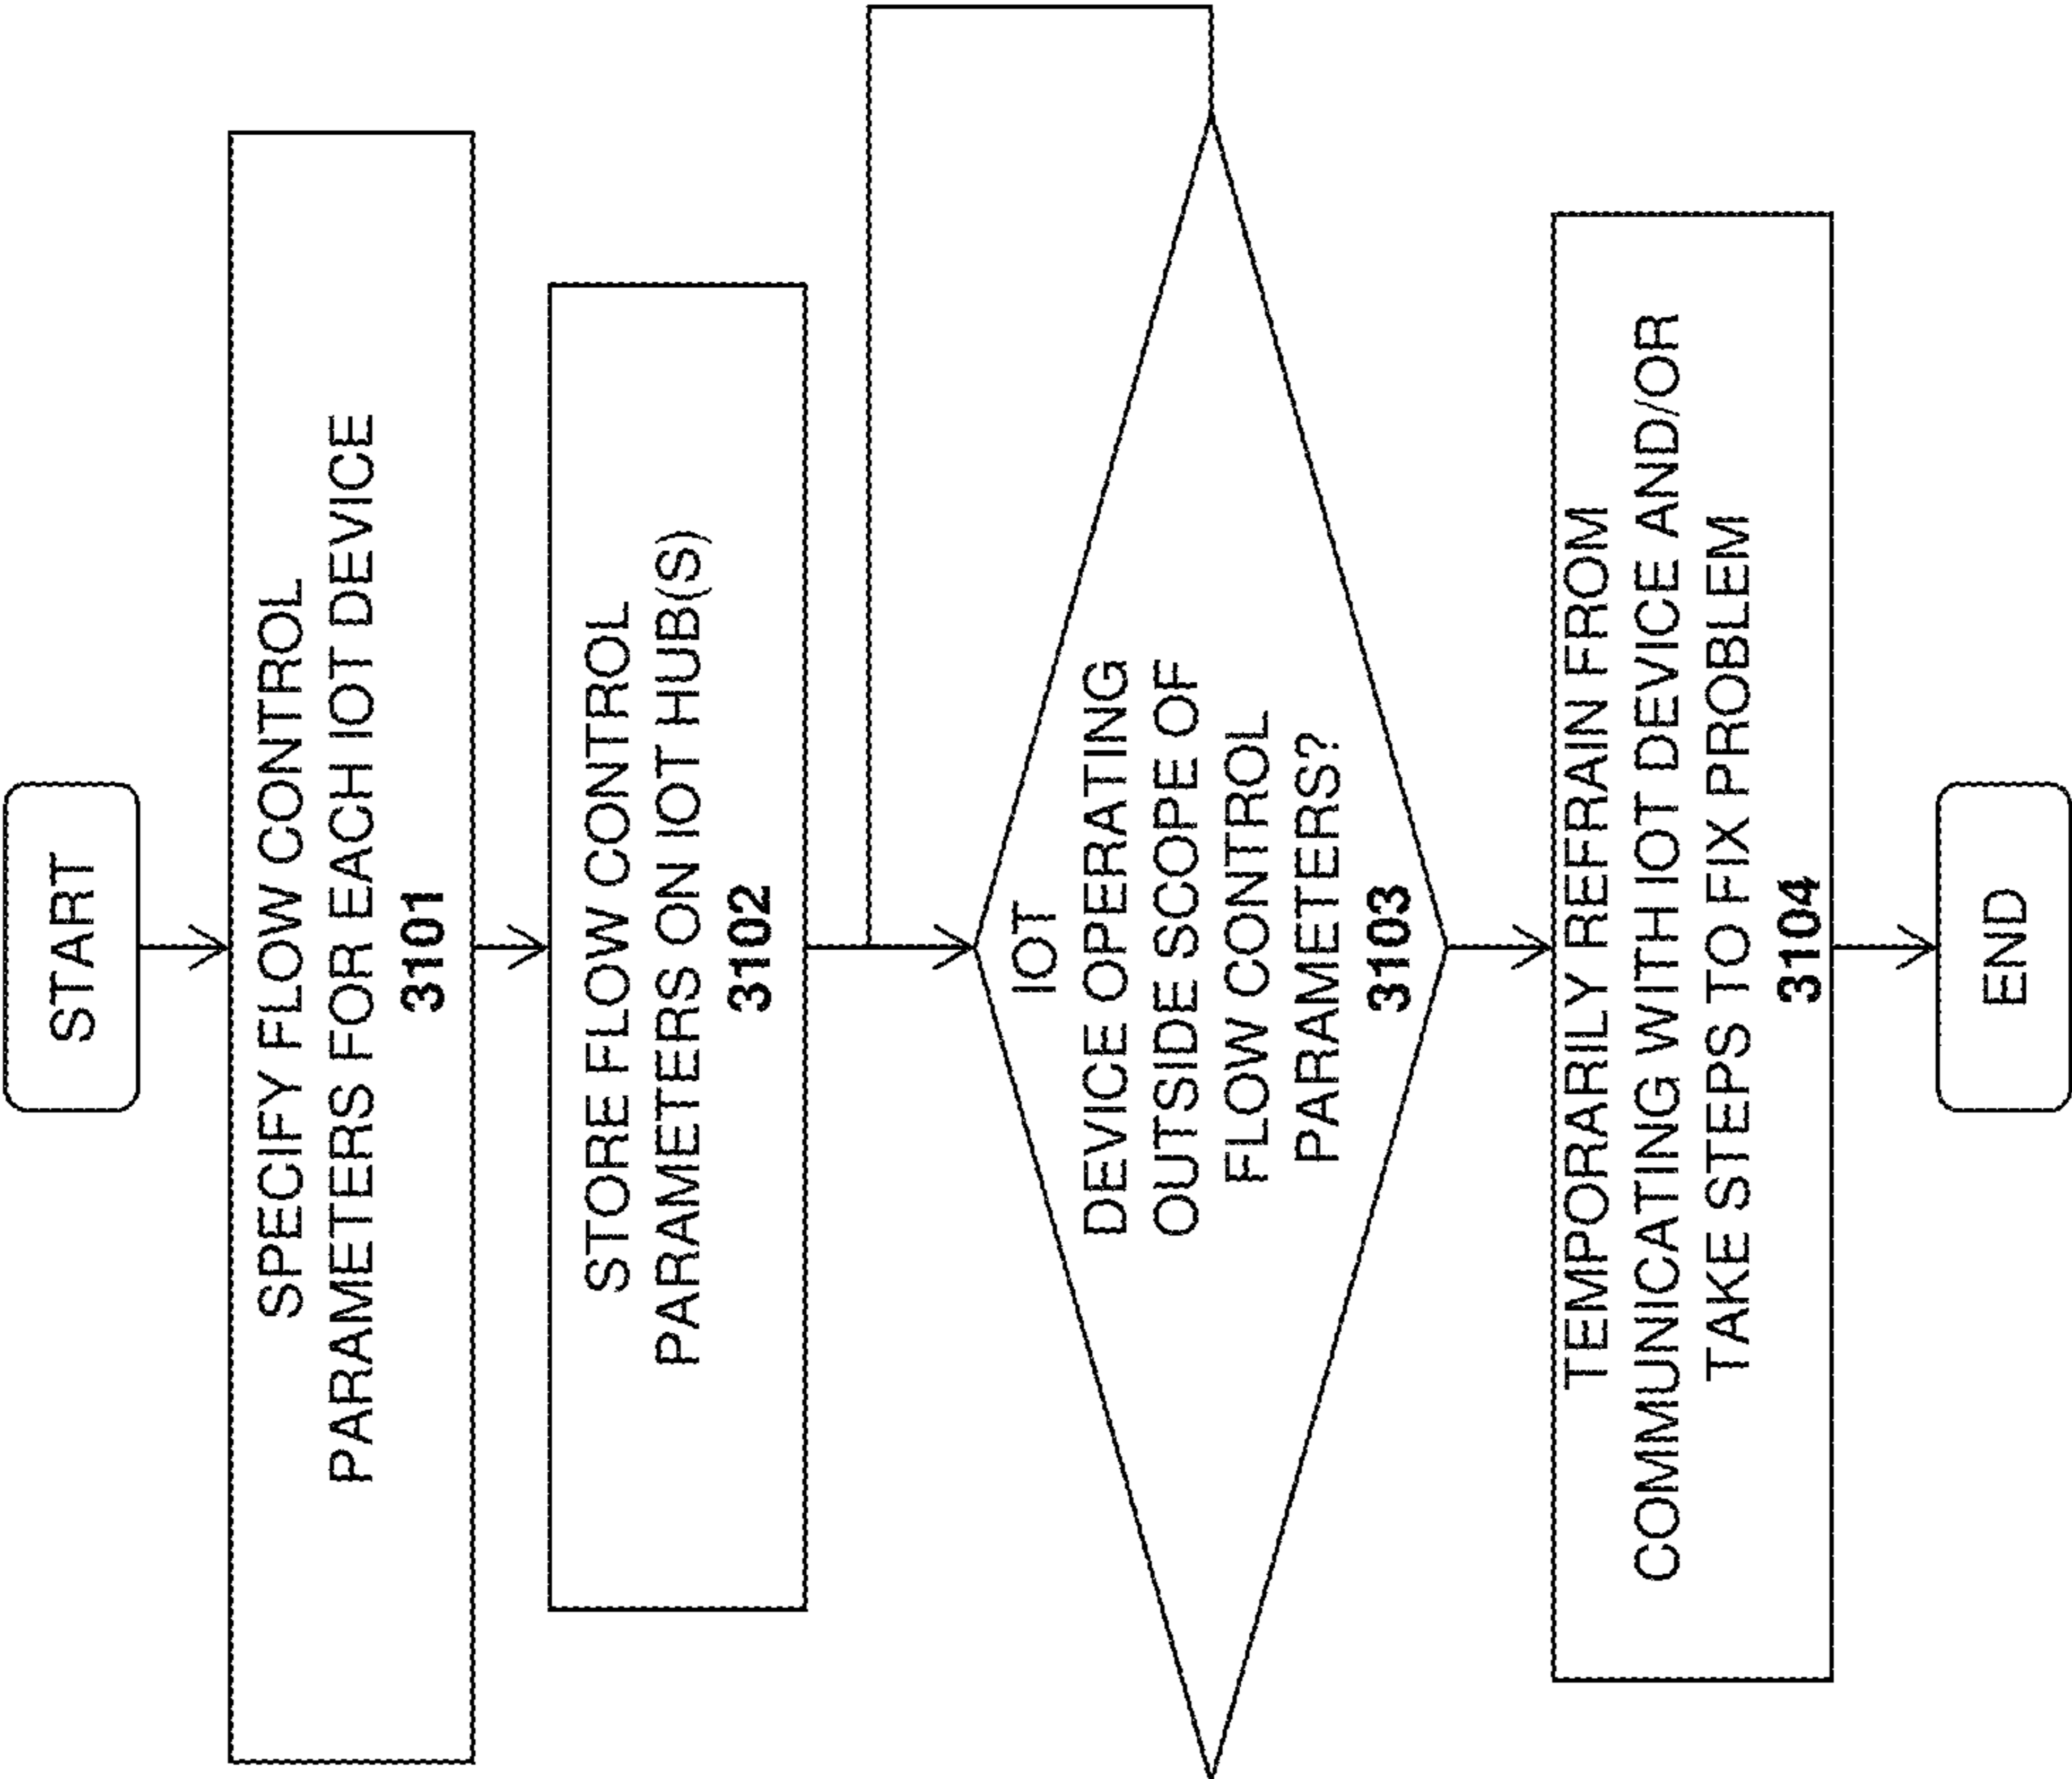 START
SPECIFY FLOW CONTROL
PARAMETERS FOR EACH IOT DEVICE
3101
STORE FLOW CONTROL
PARAMETERS ON IOT HUB(S)
3102
IOT
DEVICE OPERATING
OUTSIDE SCOPE OF
FLOW CONTROL
PARAMETERS?
3103
TEMPORARILY REFRAIN FROM
COMMUNICATING WITH IOT DEVICE AND/OR
TAKE STEPS TO FIX PROBLEM
3104
END